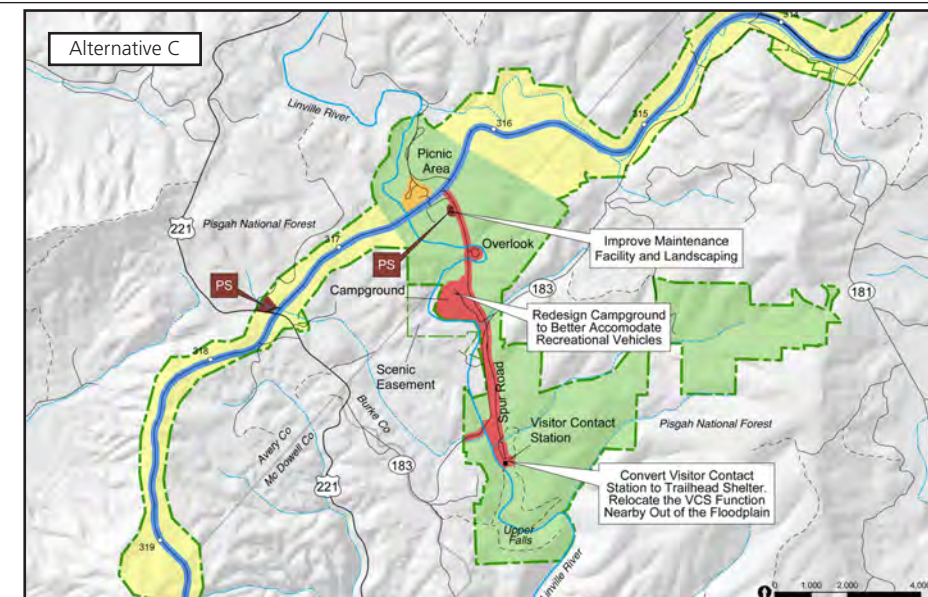 Alternative C
314
Linville River
316
315
Picnic
Area
Pisgah National Forest
221
317
Overlook
Improve Maintenance
Facility and Landscaping
PS
PS
Campground
183
181
Redesign Campground
to Better Accomodate
Recreational Vehicles
318
Scenic
Easement
Spur Road
Burke Co
Avery Co
Mc Dowell Co
Visitor Contact
Station
Pisgah National Forest
183
221
Convert Visitor Contact
Station to Trailhead Shelter.
Relocate the VCS Function
Nearby Out of the Floodplain
Upper
Falls
319
Linville River
0 1,000 2,000 4,000